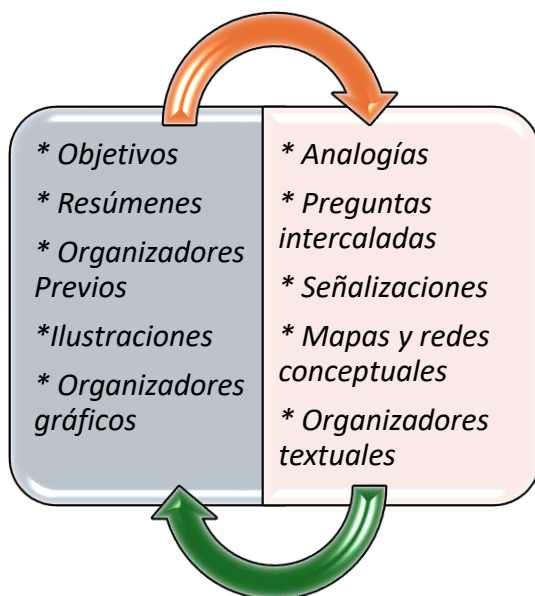 * Objetivos
* Resúmenes
* Organizadores
Previos
*Ilustraciones
* Organizadores
gráficos
* Analogías
* Preguntas
intercaladas
* Señalizaciones
* Mapas y redes
conceptuales
* Organizadores
textuales